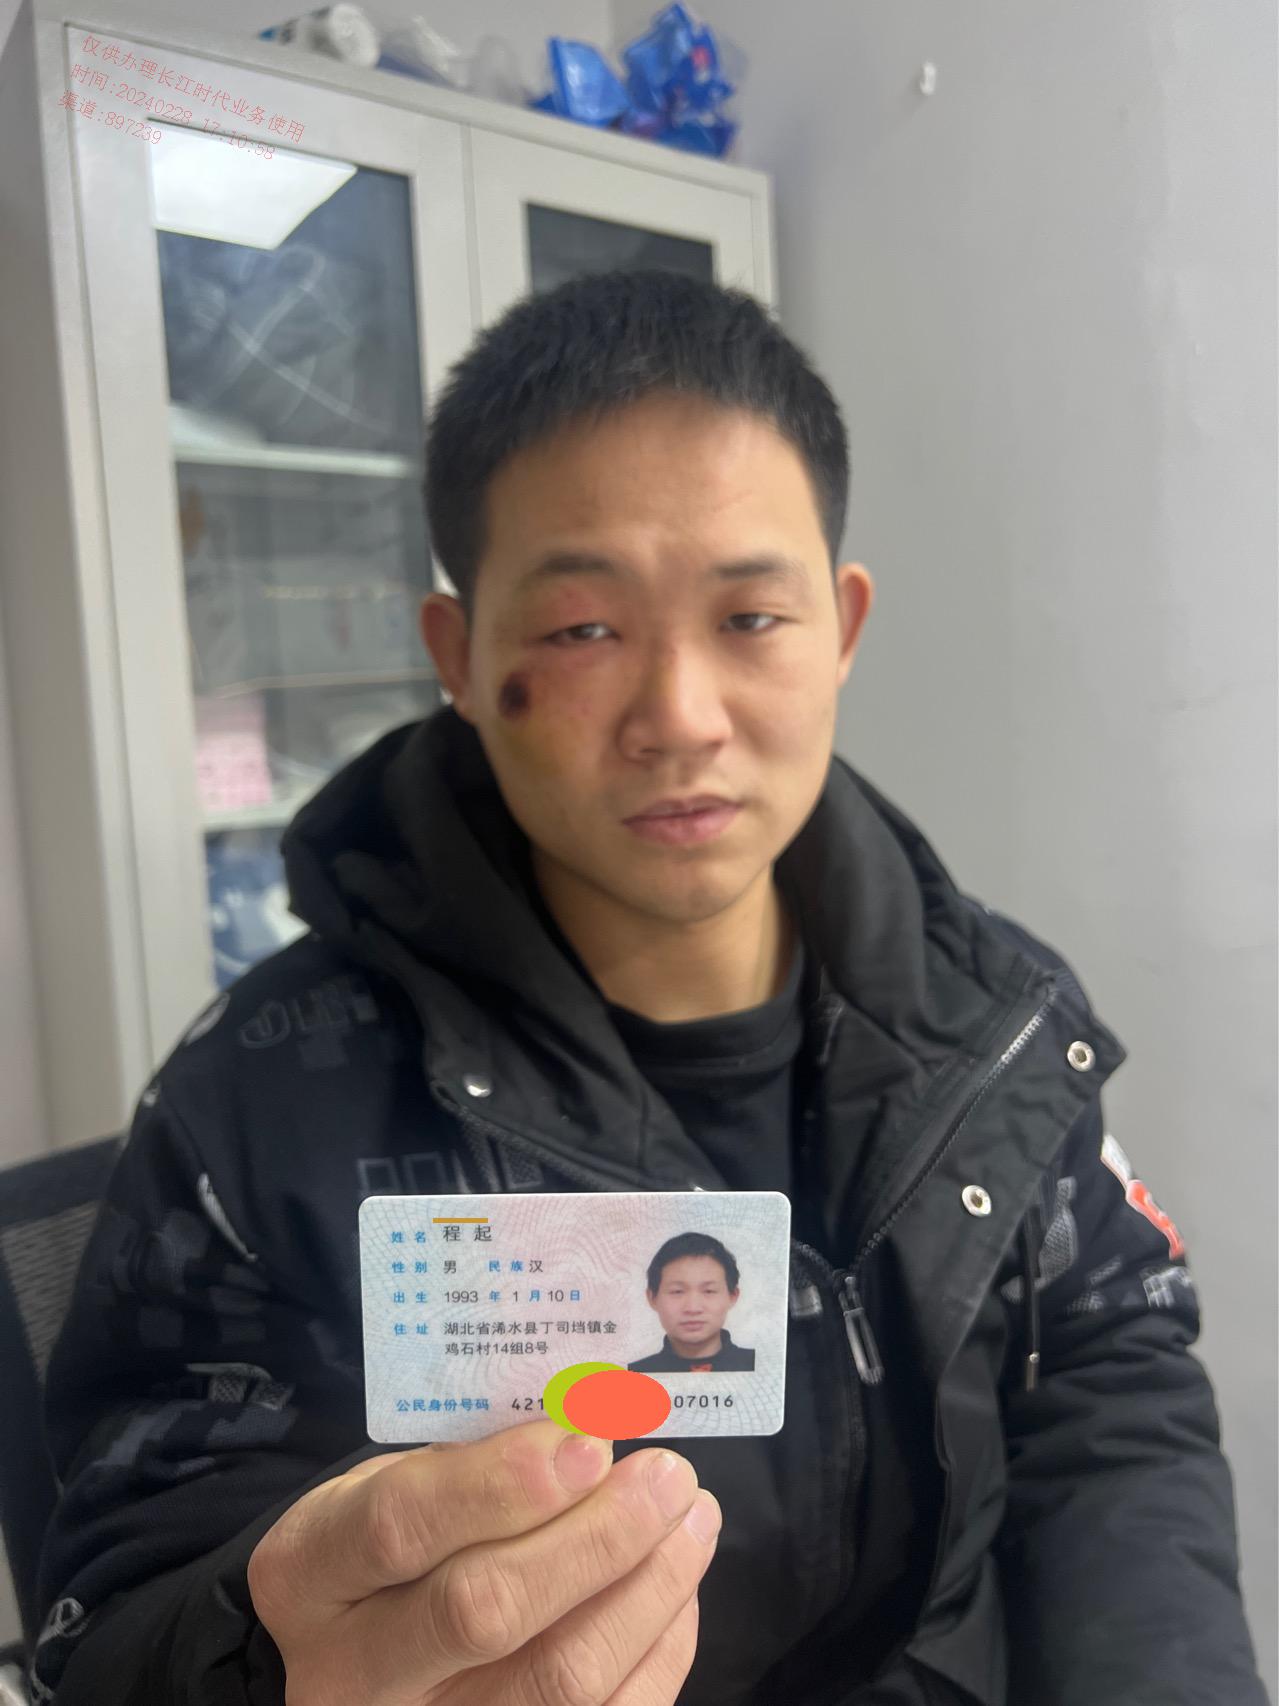 仅供办理长江时代业务使用
时间:20240228 17:10:58
渠道:897239
姓名 程起
性别 男 民族 汉
出生 1993 年 1 月 10 日
住址 湖北省浠水县丁司垱镇金
鸡石村14组8号
公民身份号码 421 07016